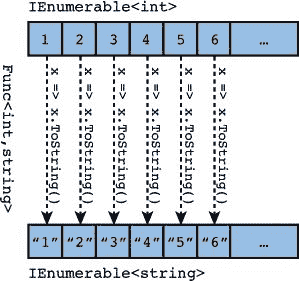 IEnumerable<int>
1 2 3 4 5 6 …
Func<int,string>
x => x.ToString()
x => x.ToString()
x => x.ToString()
x => x.ToString()
x => x.ToString()
x => x.ToString()
“1” “2” “3” “4” “5” “6” …
IEnumerable<string>